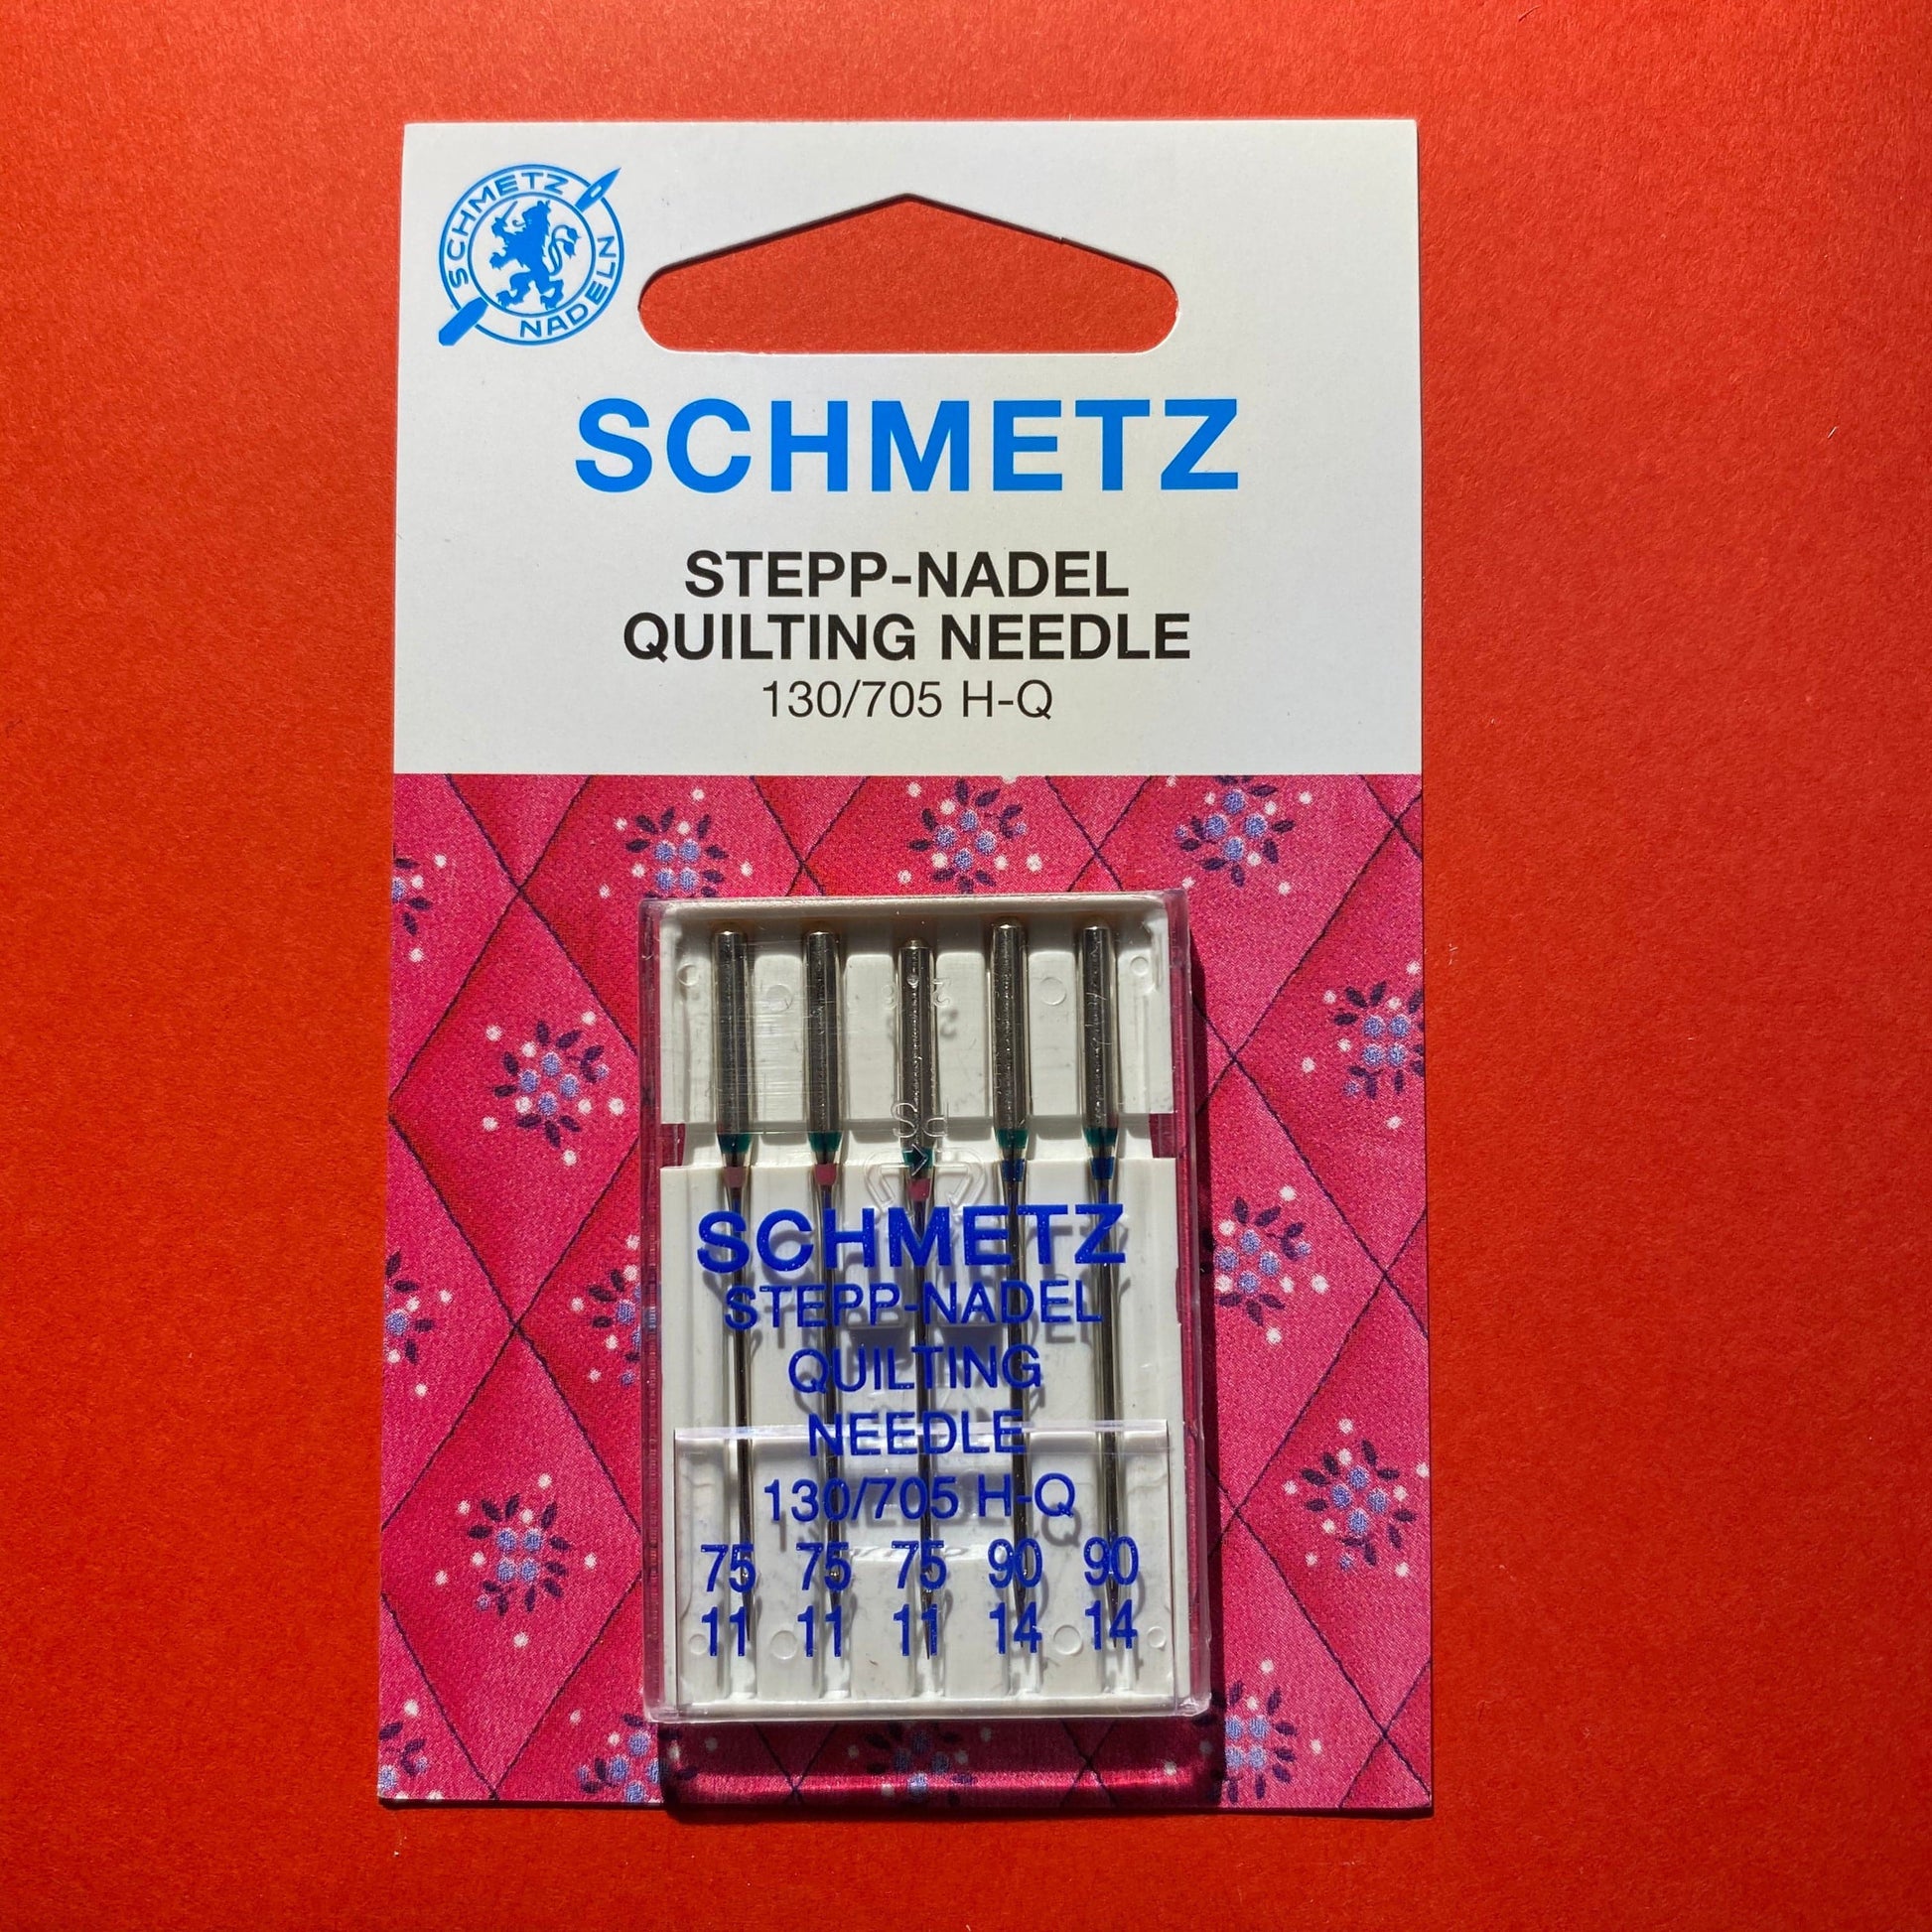 SCHMETZ
NADELN
SCHMETZ
STEPP-NADEL
QUILTING NEEDLE
130/705 H-Q
SCHMETZ
STEPP-NADEL
QUILTING
NEEDLE
130/705 H-Q
75 75 75 90 90
11 11 11 14 14